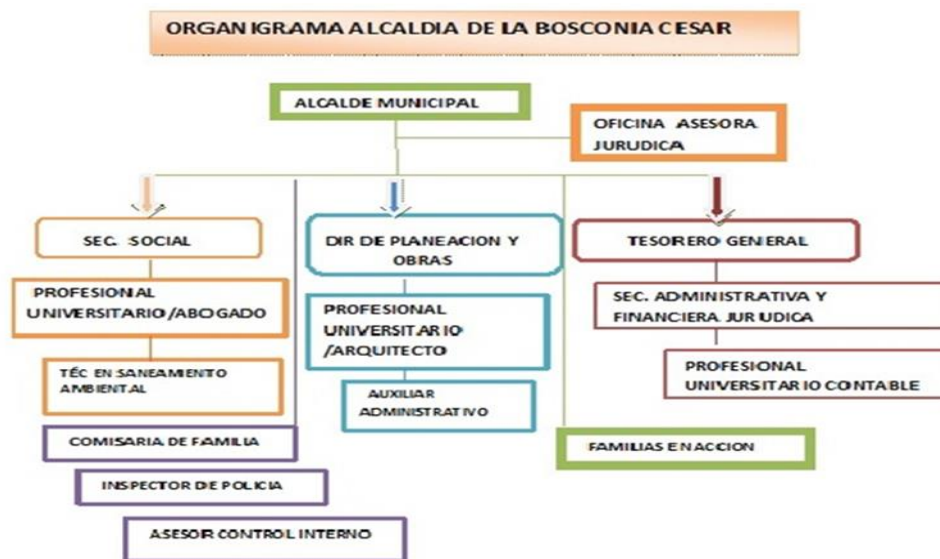 ORGANIGRAMA ALCALDIA DE LA BOSCONIA CESAR
ALCALDE MUNICIPAL
OFICINA ASESORA
JURUDICA
SEC. SOCIAL
PROFESIONAL
UNIVERSITARIO/ABOGADO
TÉC EN SANEAMIENTO
AMBIENTAL
COMISARIA DE FAMILIA
INSPECTOR DE POLICIA
ASESOR CONTROL INTERNO
DIR DE PLANEACION Y
OBRAS
PROFESIONAL
UNIVERSITARIO
/ARQUITECTO
AUXILIAR
ADMINISTRATIVO
TESORERO GENERAL
SEC. ADMINISTRATIVA Y
FINANCIERA JURUDICA
PROFESIONAL
UNIVERSITARIO CONTABLE
FAMILIAS EN ACCION